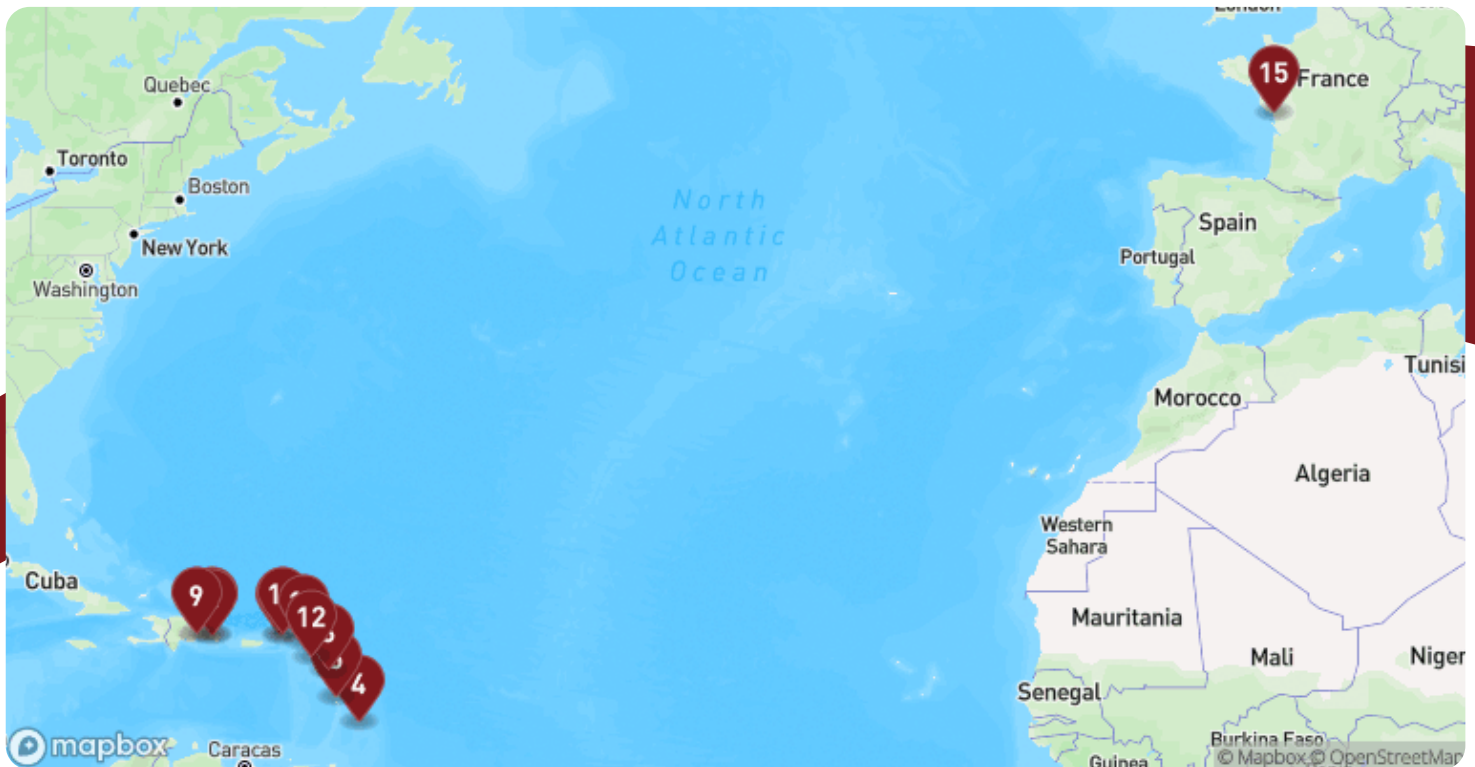 London
Quebec
15
France
Toronto
Boston
North
Atlantic
Ocean
Spain
New York
Portugal
Washington
Tunisi
Morocco
Algeria
Western
Sahara
Cuba
9
1
12
Mauritania
Mali
Niger
4
Senegal
mapbox
Caracas
Burkina Faso
Guinea
© Mapbox © OpenStreetMap